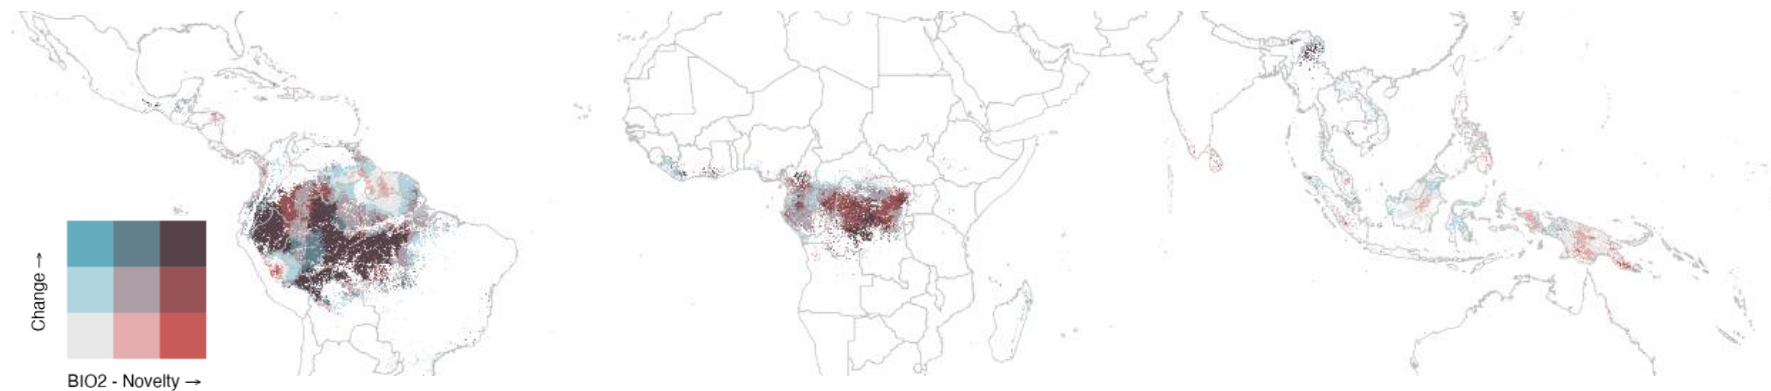 Change →
BIO2 - Novelty →